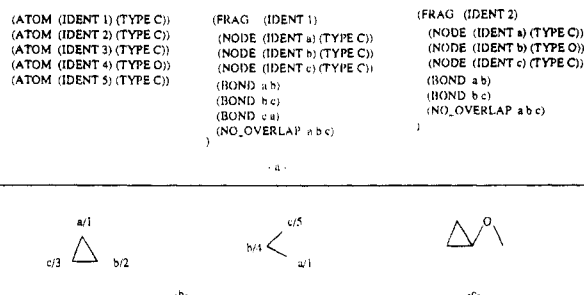 (ATOM (IDENT 1) (TYPE C))
(ATOM (IDENT 2) (TYPE C))
(ATOM (IDENT 3) (TYPE C))
(ATOM (IDENT 4) (TYPE O))
(ATOM (IDENT 5) (TYPE C))
(FRAG (IDENT 1)
(NODE (IDENT a) (TYPE C))
(NODE (IDENT b) (TYPE C))
(NODE (IDENT c) (TYPE C))
(BOND a b)
(BOND b c)
(BOND c a)
(NO_OVERLAP a b c)
)
(FRAG (IDENT 2)
(NODE (IDENT a) (TYPE C))
(NODE (IDENT b) (TYPE O))
(NODE (IDENT c) (TYPE C))
(BOND a b)
(BOND b c)
(NO_OVERLAP a b c)
)
-a-
a/1
c/3
b/2
c/5
b/4
a/1
O
-b-
-c-